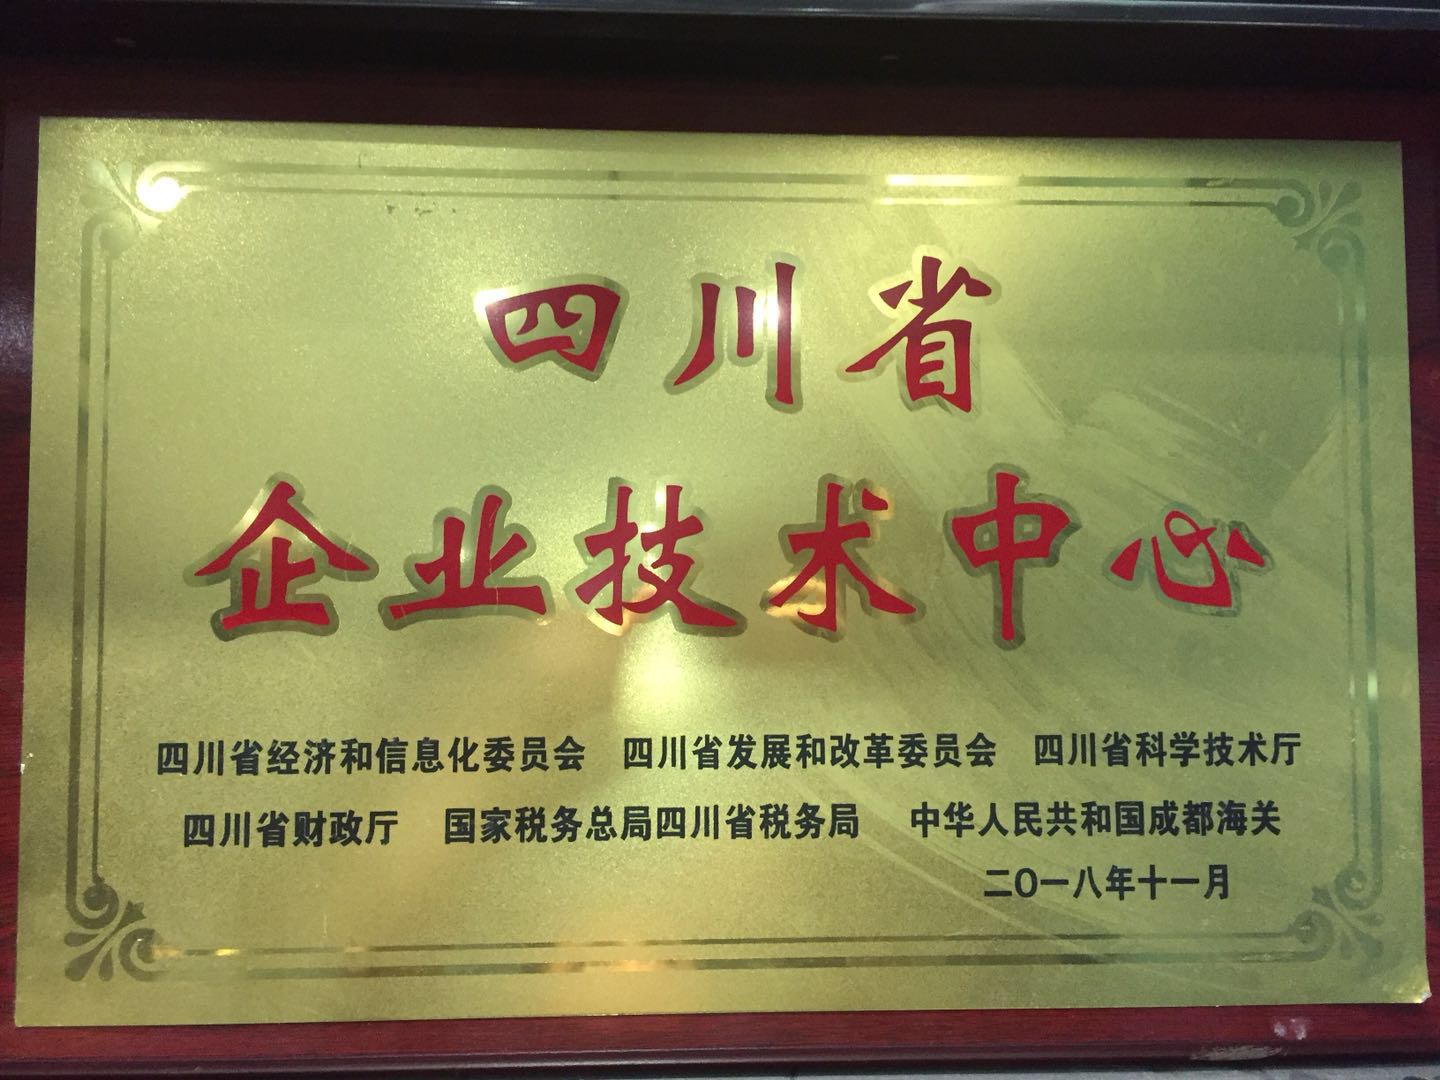 四川省
企业技术中心
四川省经济和信息化委员会 四川省发展和改革委员会 四川省科学技术厅
四川省财政厅 国家税务总局四川省税务局 中华人民共和国成都海关
二〇一八年十一月